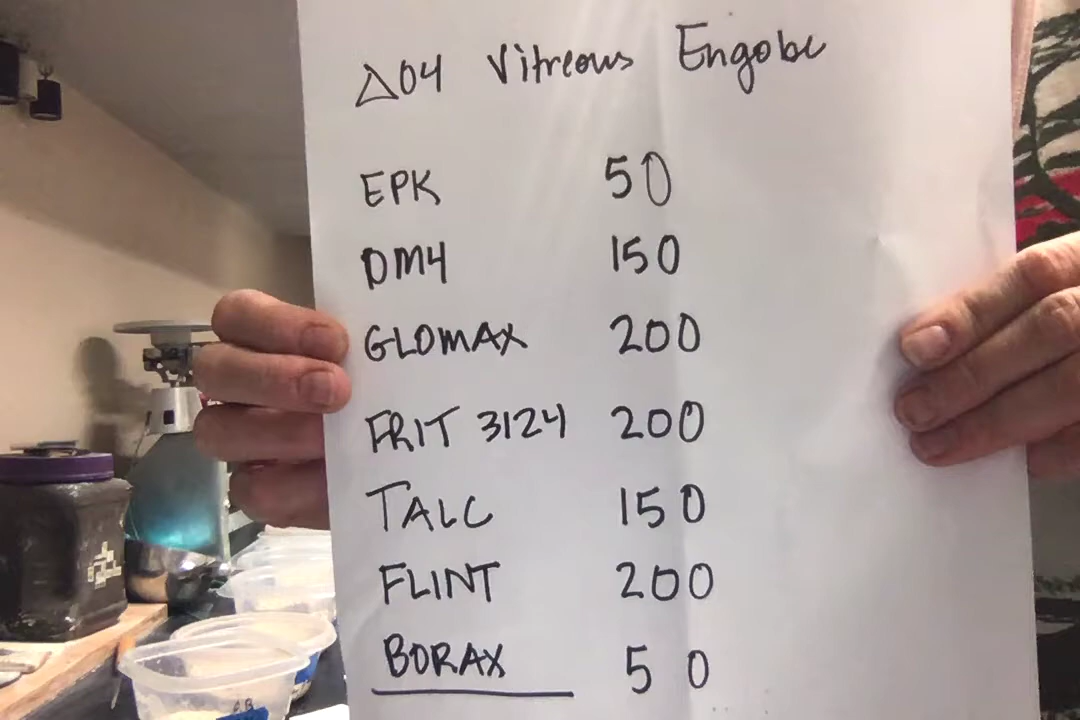 △04 Vitreous Engobe
EPK 50
OM4 150
GLOMAX 200
FRIT 3124 200
TALC 150
FLINT 200
BORAX 50